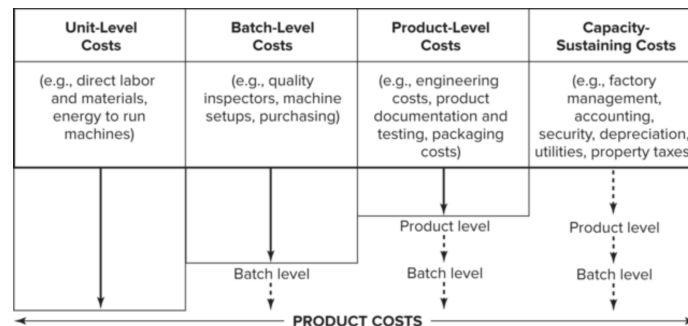 Unit-Level
Costs
Batch-Level
Costs
Product-Level
Costs
Capacity-
Sustaining Costs
(e.g., direct labor
and materials,
energy to run
machines)
(e.g., quality
inspectors, machine
setups, purchasing)
(e.g., engineering
costs, product
documentation and
testing, packaging
costs)
(e.g., factory
management,
accounting,
security, depreciation,
utilities, property taxes
Product level
Product level
Batch level
Batch level
Batch level
PRODUCT COSTS